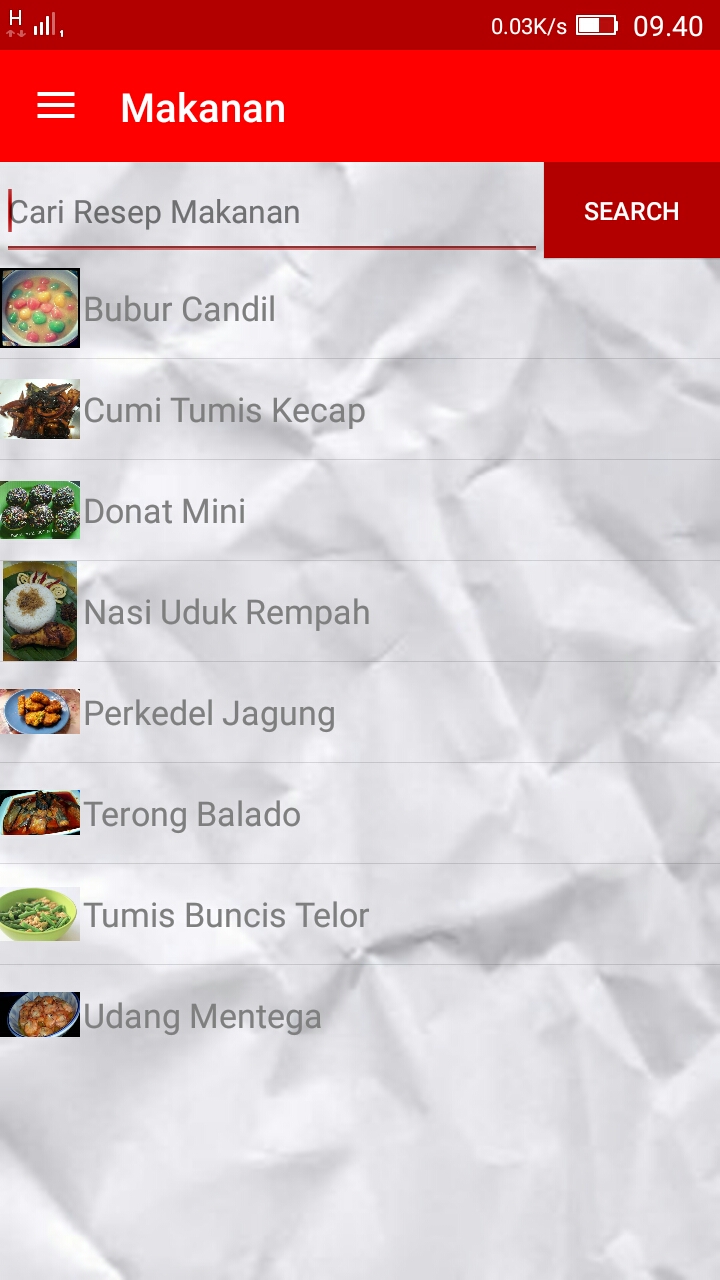 H 1 0.03K/s 09.40
Makanan
Cari Resep Makanan SEARCH
Bubur Candil
Cumi Tumis Kecap
Donat Mini
Nasi Uduk Rempah
Perkedel Jagung
Terong Balado
Tumis Buncis Telor
Udang Mentega